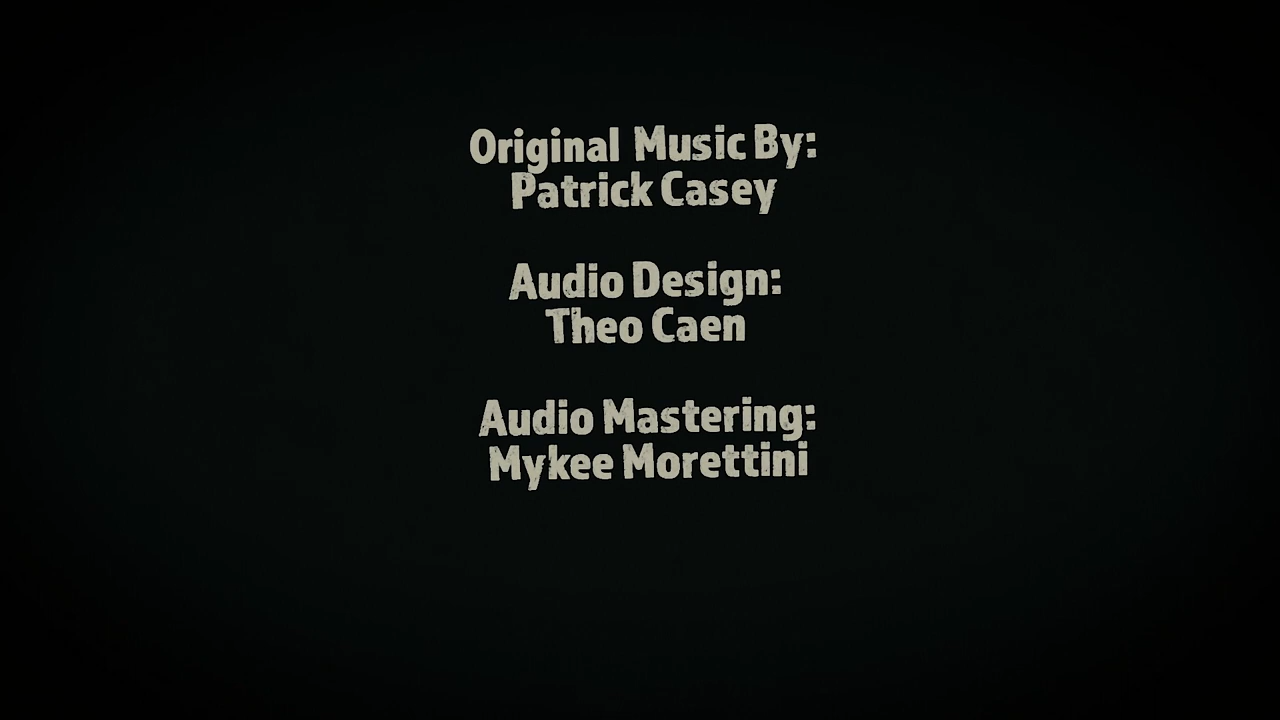 Original Music By:
Patrick Casey
Audio Design:
Theo Caen
Audio Mastering:
Mykee Morettini